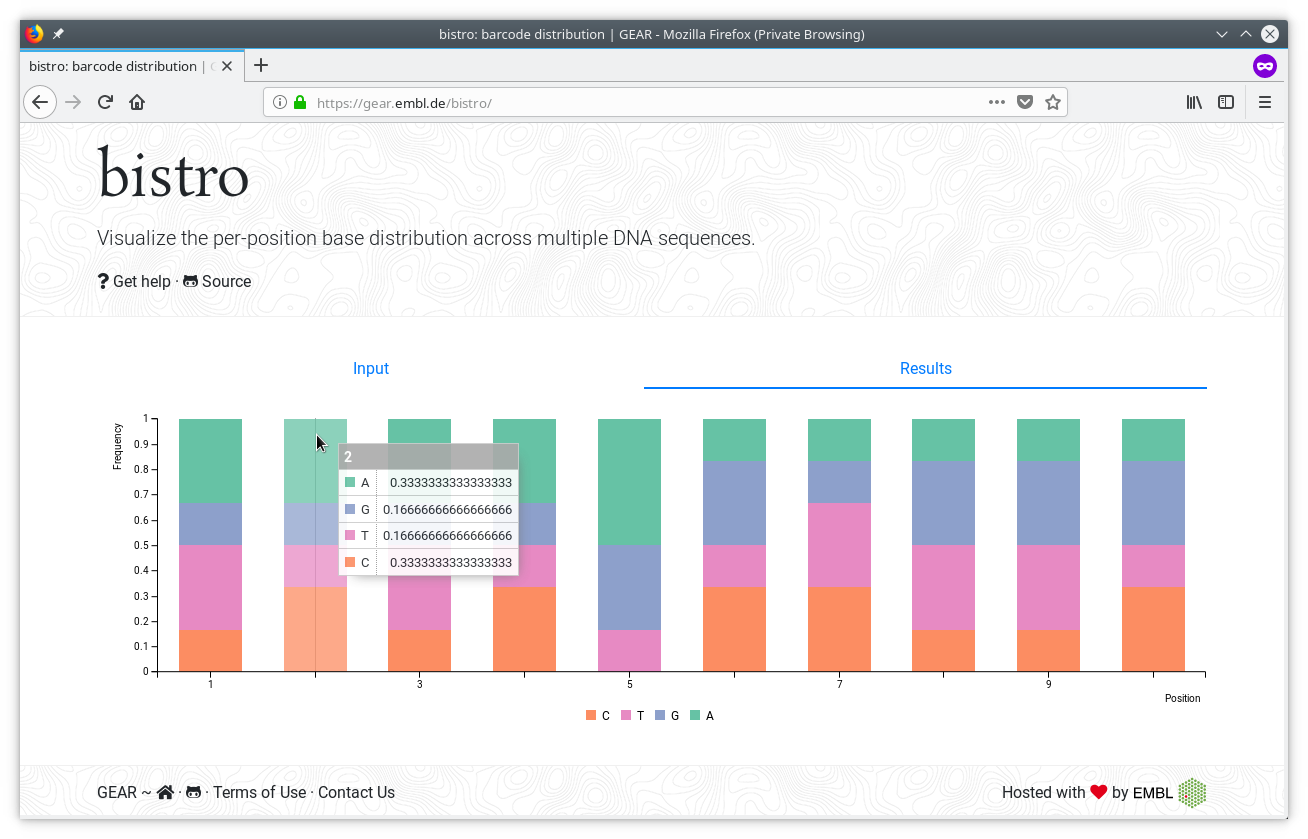 bistro: barcode distribution | GEAR - Mozilla Firefox (Private Browsing)
bistro: barcode distribution |
https://gear.embl.de/bistro/
bistro
Visualize the per-position base distribution across multiple DNA sequences.
? Get help · Source
Input Results
Frequency
1
0.9
0.8
0.7
0.6
0.5
0.4
0.3
0.2
0.1
0
2
A 0.3333333333333333
G 0.16666666666666666
T 0.16666666666666666
C 0.3333333333333333
1 3 5 7 9
Position
C T G A
GEAR ~ · · Terms of Use · Contact Us
Hosted with by EMBL